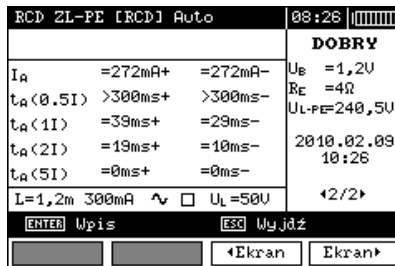 RCD ZL-PE [RCD] Auto
08:26
IA =272mA+ =272mA-
tA(0.5I) >300ms+ >300ms-
tA(1I) =39ms+ =29ms-
tA(2I) =19ms+ =10ms-
tA(5I) =0ms+ =0ms-
L=1,2m 300mA ∿ □ UL=50V
DOBRY
UB =1,2V
RE =4Ω
UL-PE=240,5V
2010.02.09
10:26
◂2/2▸
ENTER Wpis
ESC Wyjdź
◂Ekran
Ekran▸